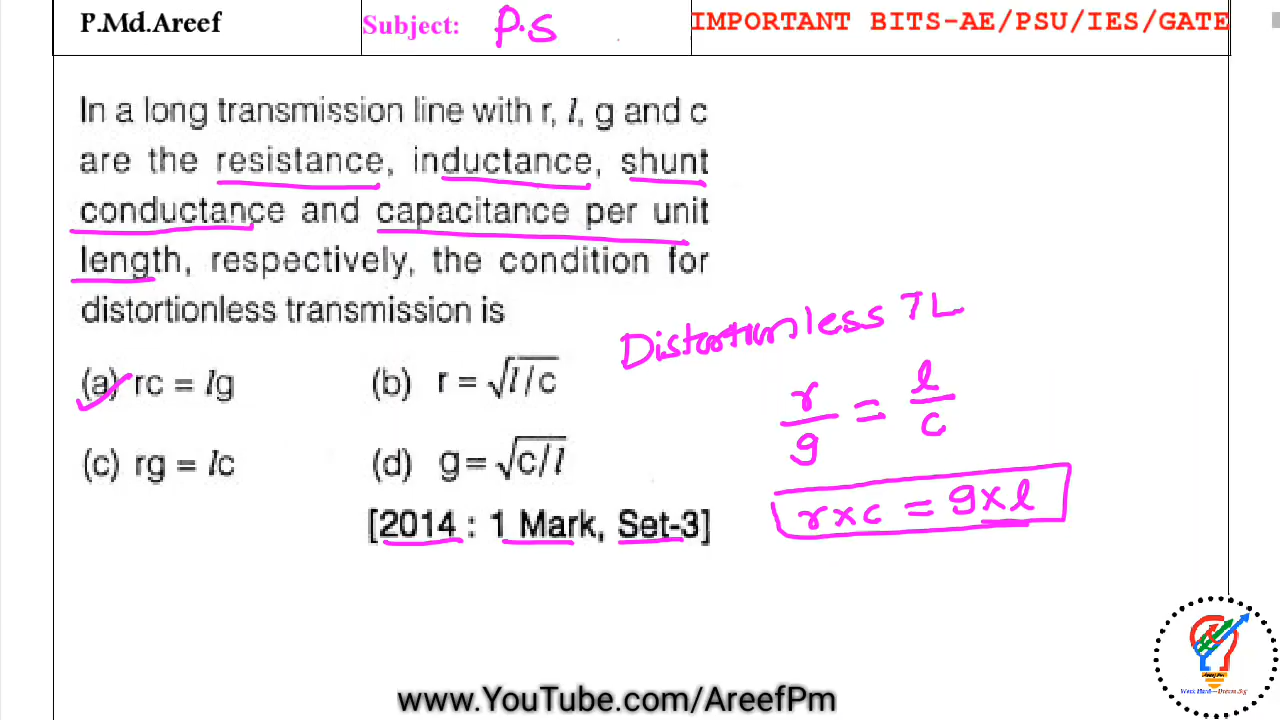 P.Md.Areef
Subject: P.S
IMPORTANT BITS-AE/PSU/IES/GATE
In a long transmission line with r, l, g and c
are the resistance, inductance, shunt
conductance and capacitance per unit
length, respectively, the condition for
distortionless transmission is
(a) rc = lg (b) r = √l/c
(c) rg = lc (d) g = √c/l
[2014 : 1 Mark, Set-3]
Distortionless TL
r/g = l/c
r×c = g×l
www.YouTube.com/AreefPm
Areef Pm